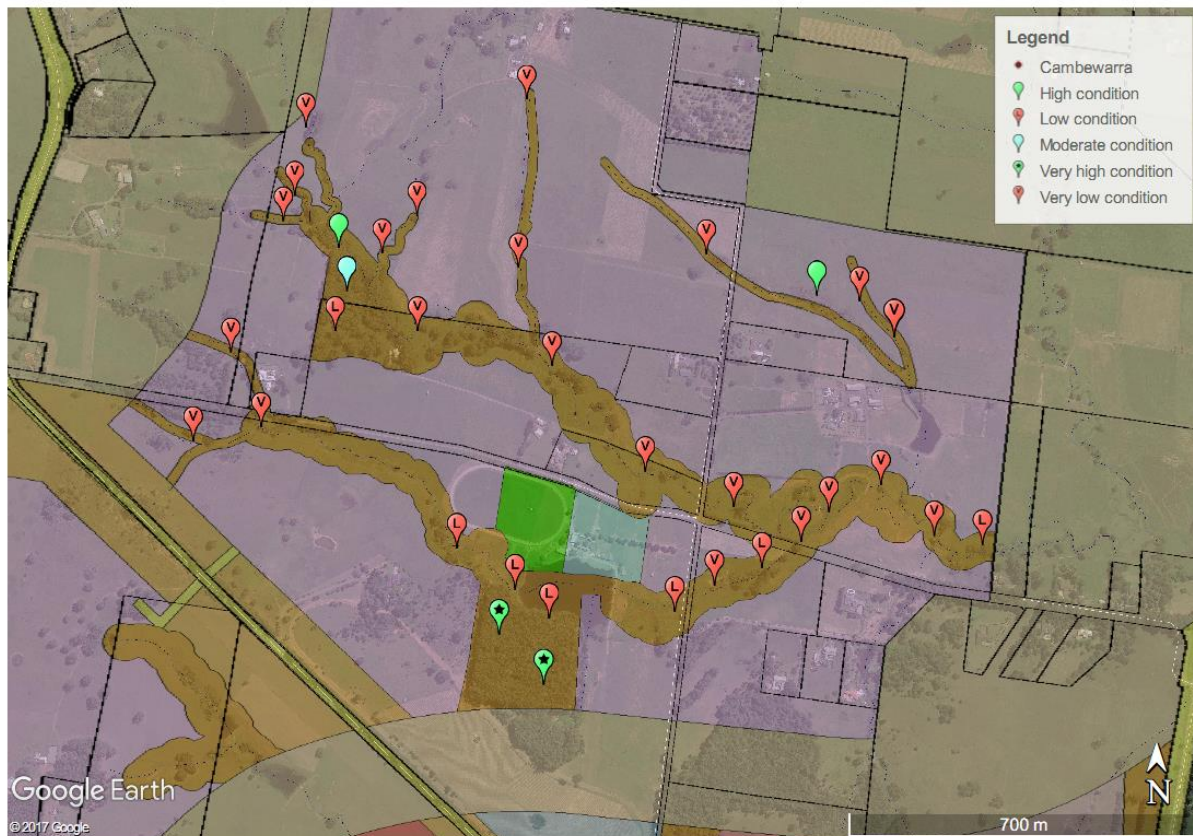 Legend
Cambewarra
High condition
Low condition
Moderate condition
Very high condition
Very low condition
V
V
V
V
V
V
V
V
V
L
V
V
V
V
V
V
V
V
V
V
L
V
V
L
L
V
L
L
Google Earth
© 2017 Google
N
700 m